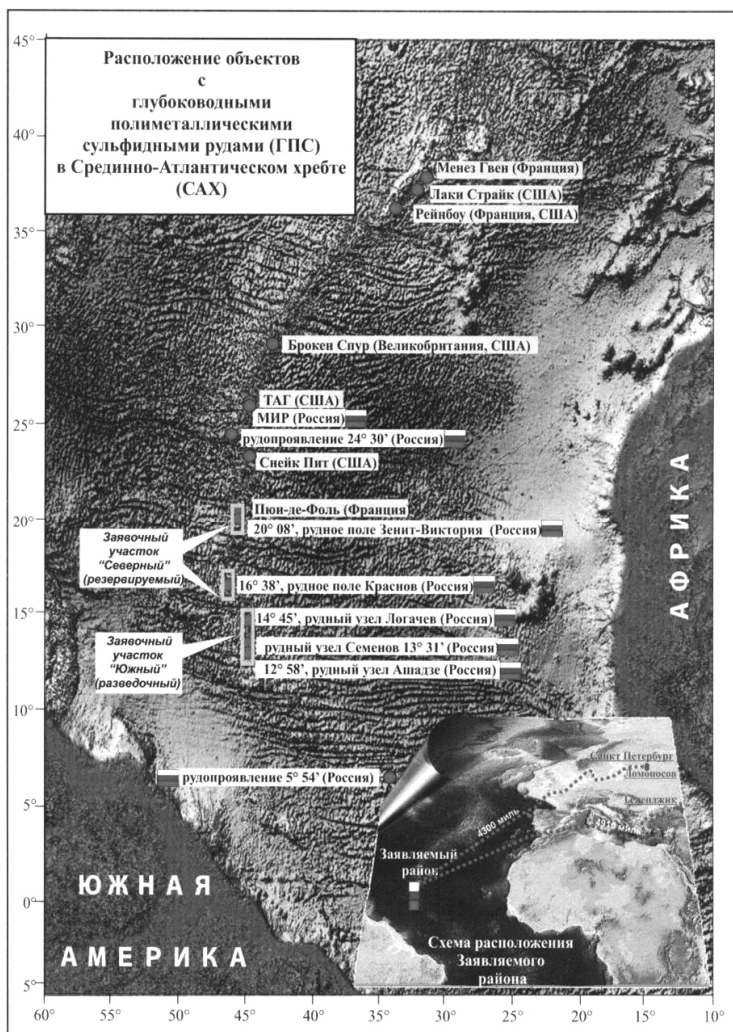 Расположение объектов
с
глубоководными
полиметаллическими
сульфидными рудами (ГПС)
в Срединно-Атлантическом хребте
(САХ)
45°
40°
35°
30°
25°
20°
15°
10°
5°
0°
5°
Менез Гвен (Франция)
Лаки Страйк (США)
Рейнбоу (Франция, США)
Брокен Спур (Великобритания, США)
ТАГ (США)
МИР (Россия)
рудопроявление 24° 30' (Россия)
Снейк Пит (США)
Пюи-де-Фоль (Франция
20° 08', рудное поле Зенит-Виктория (Россия)
Заявочный
участок
"Северный"
(резервируемый)
16° 38', рудное поле Краснов (Россия)
14° 45', рудный узел Логачев (Россия)
Заявочный
участок
"Южный"
(разведочный)
рудный узел Семенов 13° 31' (Россия)
12° 58', рудный узел Ашадзе (Россия)
АФРИКА
рудопроявление 5° 54' (Россия)
ЮЖНАЯ
АМЕРИКА
Санкт Петербург
Ломоносов
Геленджик
4300 миль
4910 миль
Заявляемый
район
Схема расположения
Заявляемого
района
60° 55° 50° 45° 40° 35° 30° 25° 20° 15° 10°